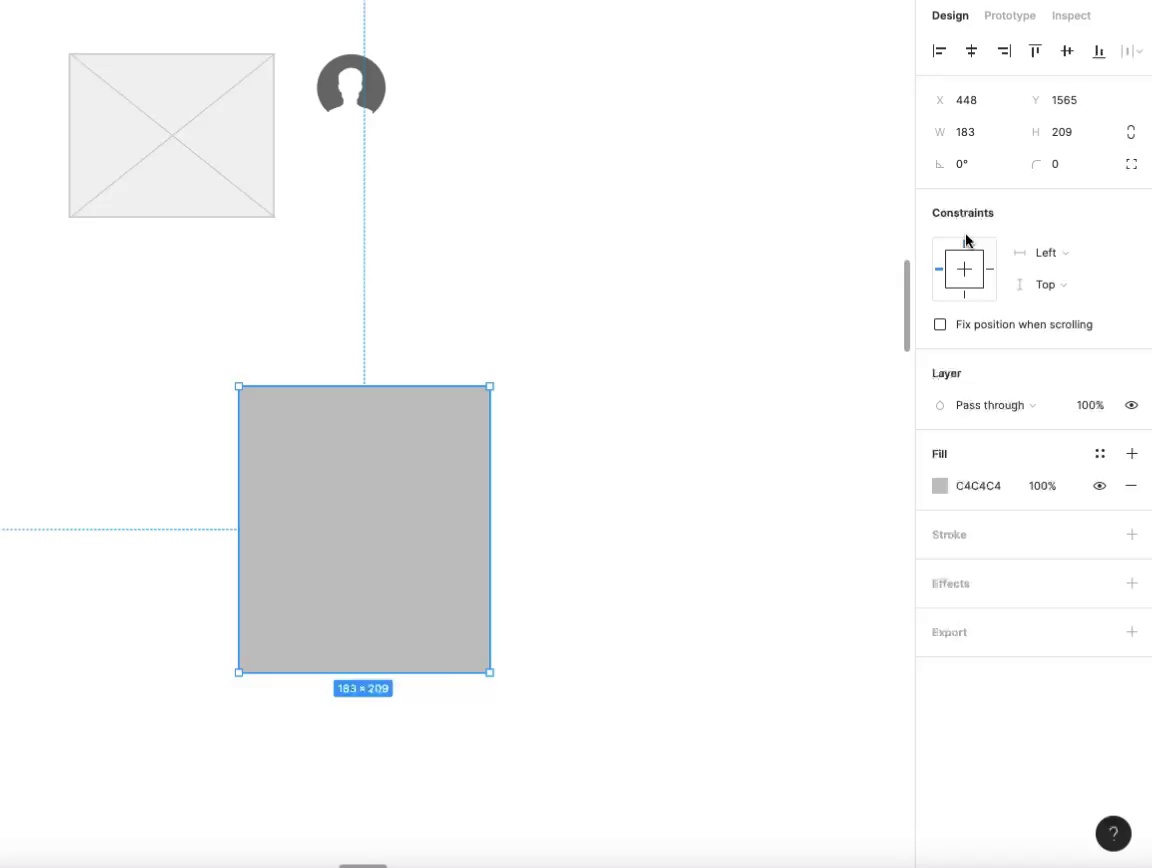 Design Prototype Inspect
X 448 Y 1565
W 183 H 209
0° 0
Constraints
Left
Top
Fix position when scrolling
Layer
Pass through 100%
Fill
C4C4C4 100%
Stroke
Effects
Export
183 × 209
?